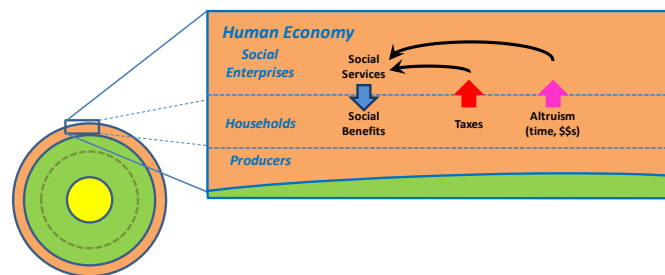 Human Economy
Social
Enterprises
Social
Services
Households
Social
Benefits
Taxes
Altruism
(time, $$s)
Producers